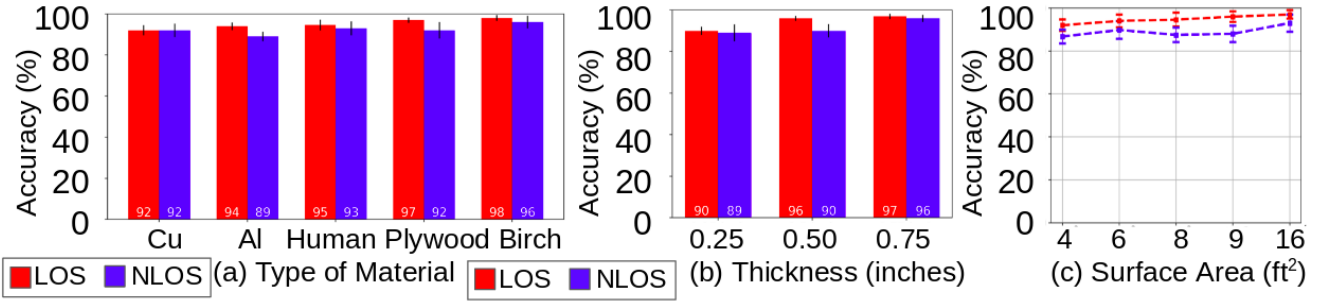 Accuracy (%)
100
80
60
40
20
0
92 92 94 89 95 93 97 92 98 96
Cu Al Human Plywood Birch
LOS NLOS
(a) Type of Material
Accuracy (%)
100
80
60
40
20
0
90 89 96 90 97 96
0.25 0.50 0.75
LOS NLOS
(b) Thickness (inches)
Accuracy (%)
100
80
60
40
20
0
4 6 8 9 16
(c) Surface Area (ft²)